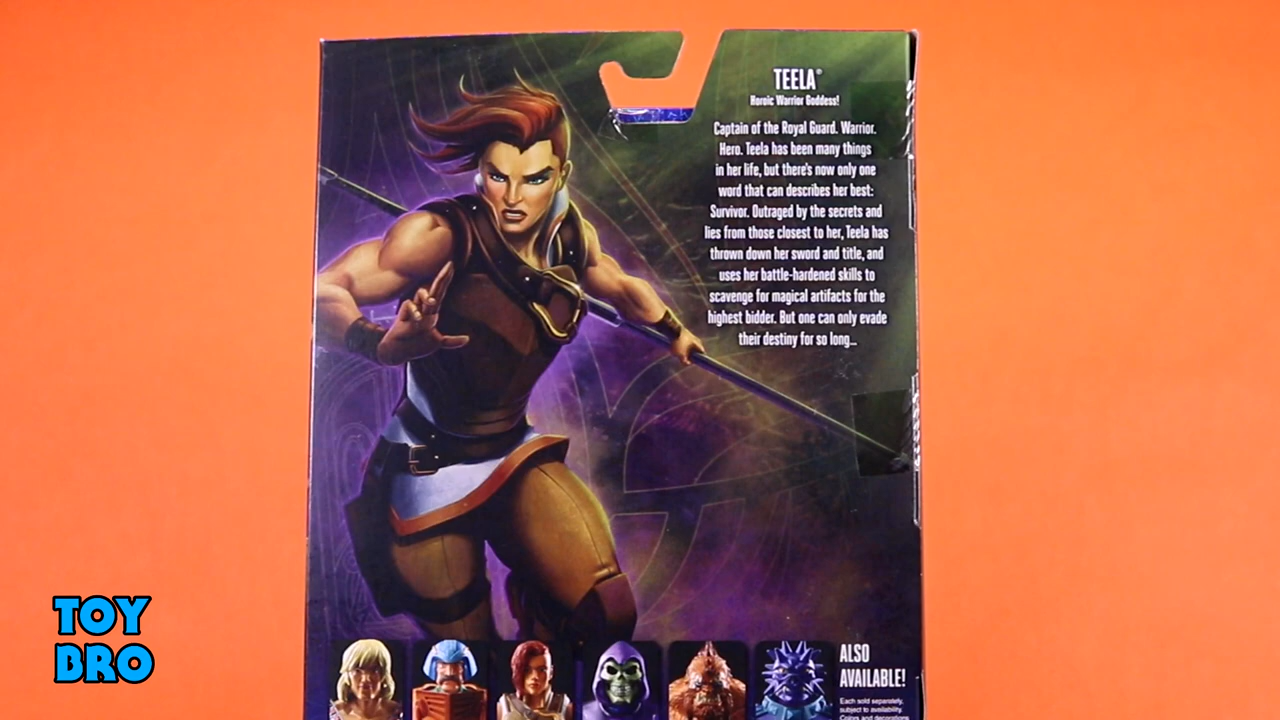 TEELA®
Heroic Warrior Goddess!
Captain of the Royal Guard. Warrior.
Hero. Teela has been many things
in her life, but there's now only one
word that can describes her best:
Survivor. Outraged by the secrets and
lies from those closest to her, Teela has
thrown down her sword and title, and
uses her battle-hardened skills to
scavenge for magical artifacts for the
highest bidder. But one can only evade
their destiny for so long...
TOY
BRO
ALSO
AVAILABLE!
Each sold separately,
subject to availability.
Colors and decorations